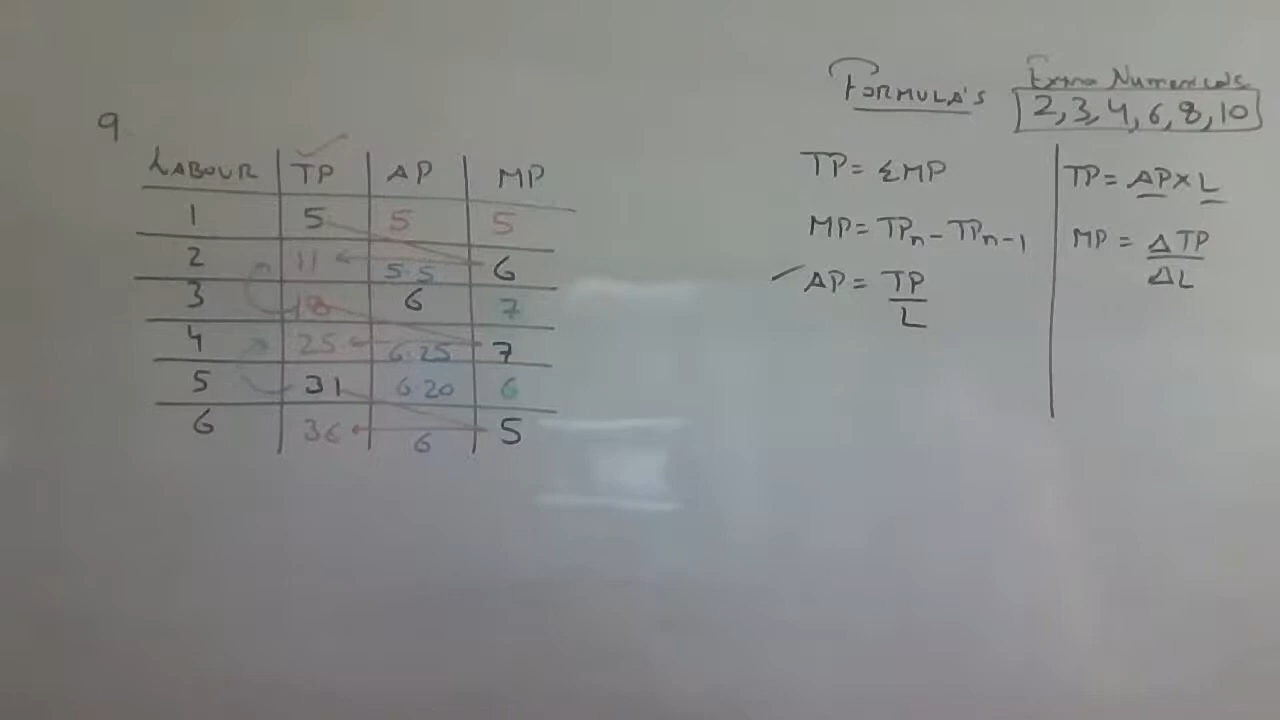 FORMULA'S
Extra Numericals
2, 3, 4, 6, 8, 10
9.
LABOUR TP AP MP
1 5 5 5
2 11 5.5 6
3 18 6 7
4 25 6.25 7
5 31 6.20 6
6 36 6 5
TP = ΣMP
MP = TPn - TPn-1
AP = TP/L
TP = AP × L
MP = ΔTP/ΔL